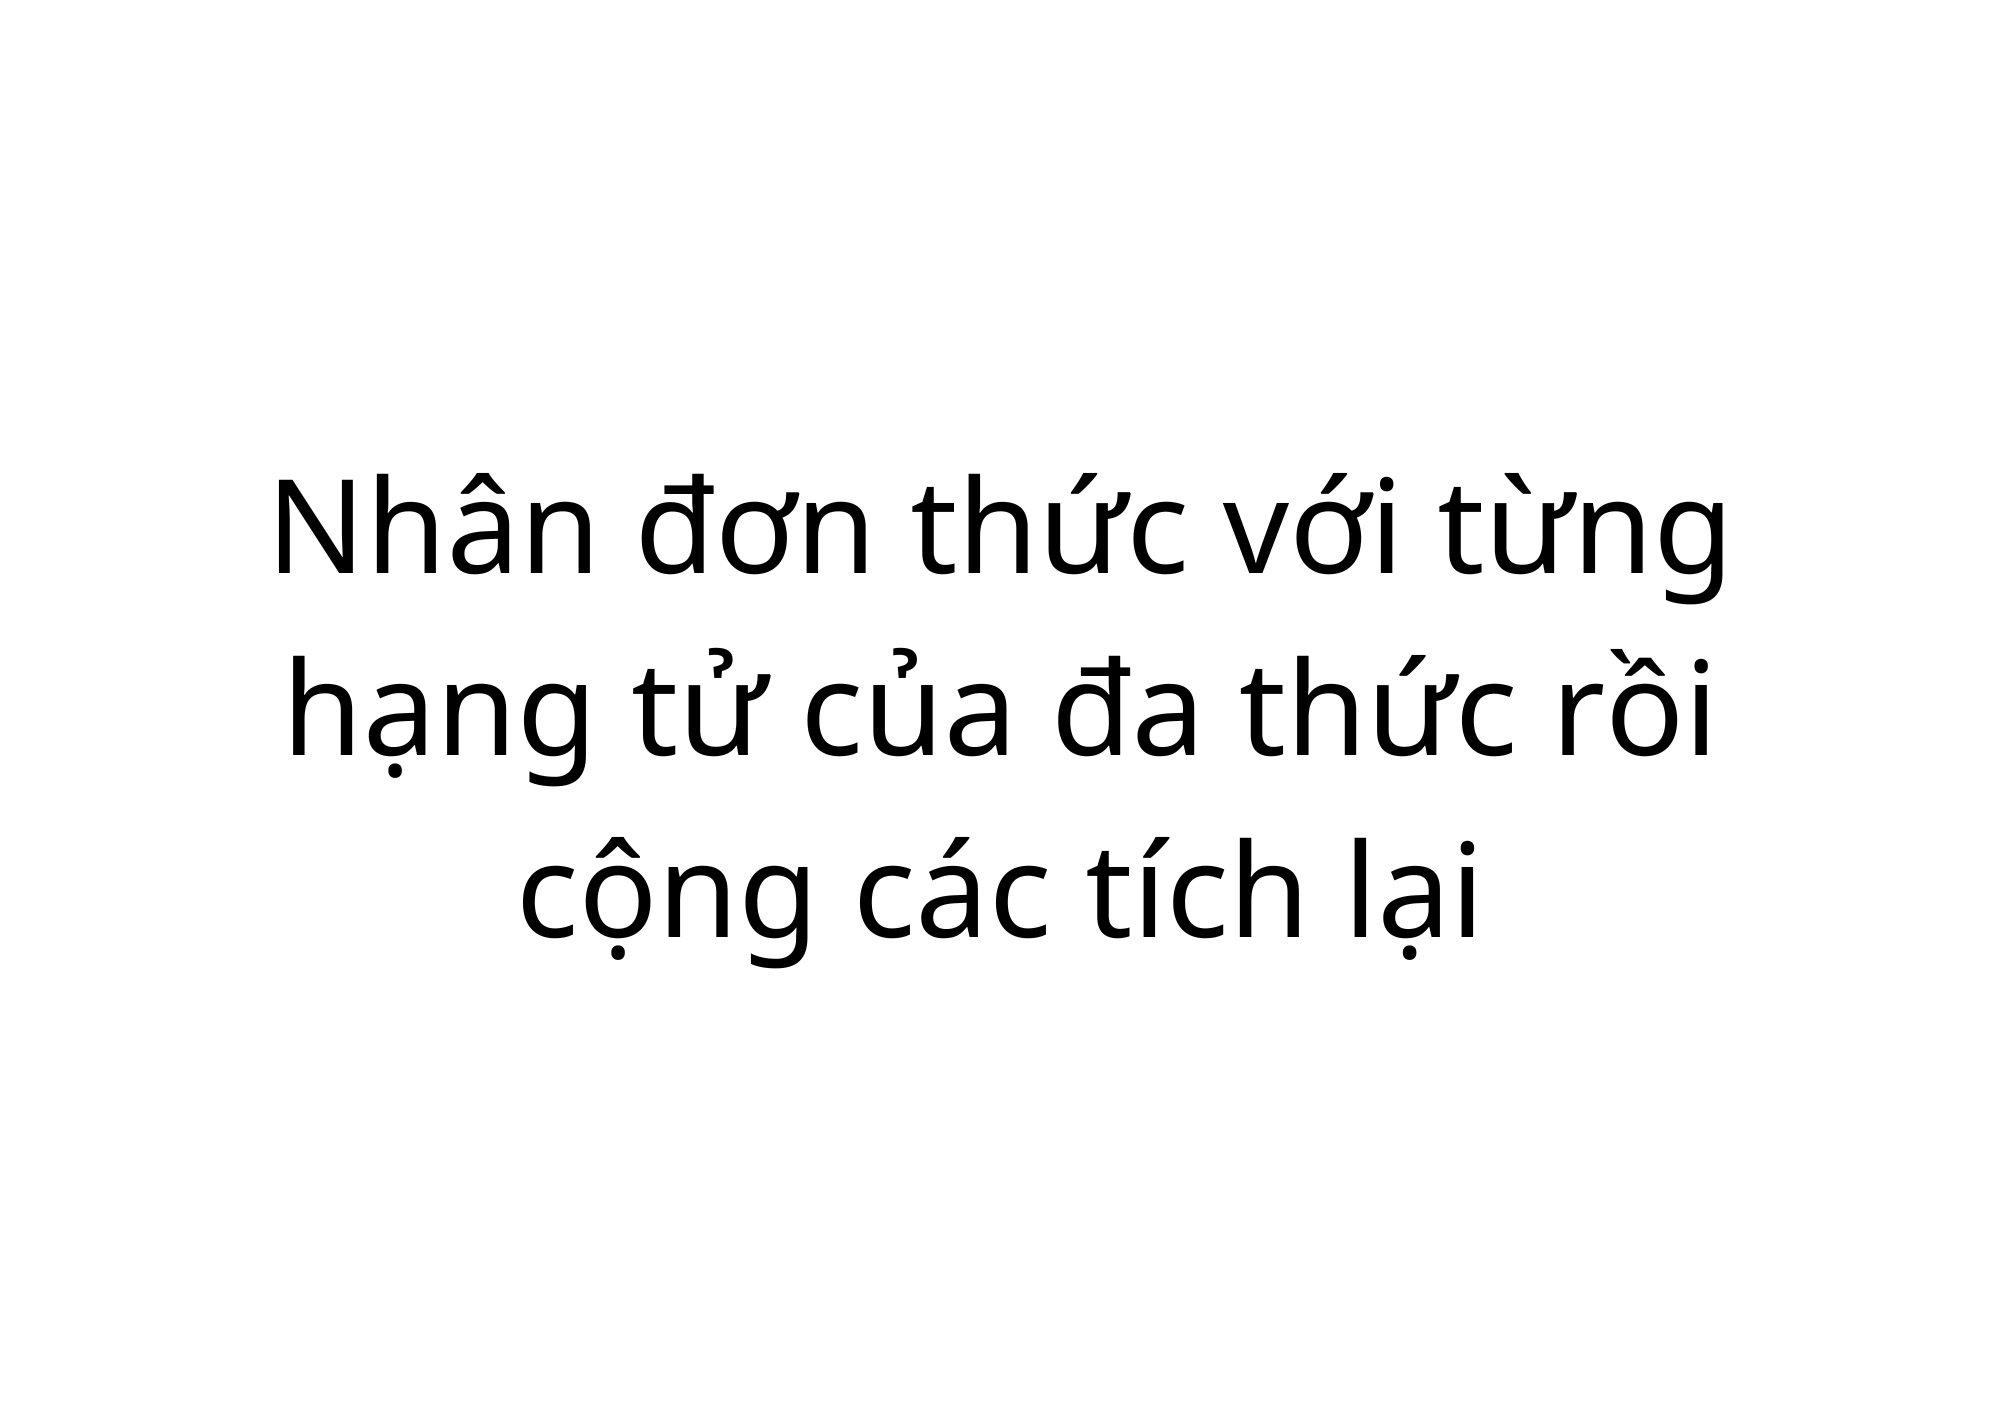 Nhân đơn thức với từng
hạng tử của đa thức rồi
cộng các tích lại